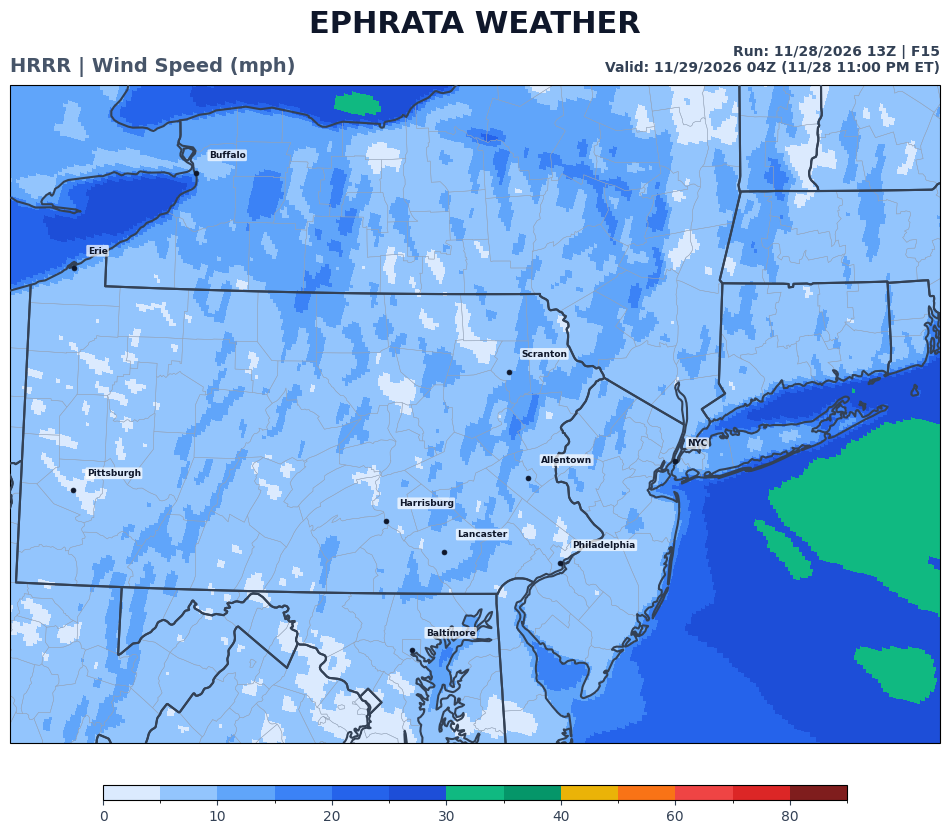 EPHRATA WEATHER
HRRR | Wind Speed (mph)
Run: 11/28/2026 13Z | F15
Valid: 11/29/2026 04Z (11/28 11:00 PM ET)
Buffalo
Erie
Scranton
NYC
Allentown
Pittsburgh
Harrisburg
Lancaster
Philadelphia
Baltimore
0 10 20 30 40 60 80